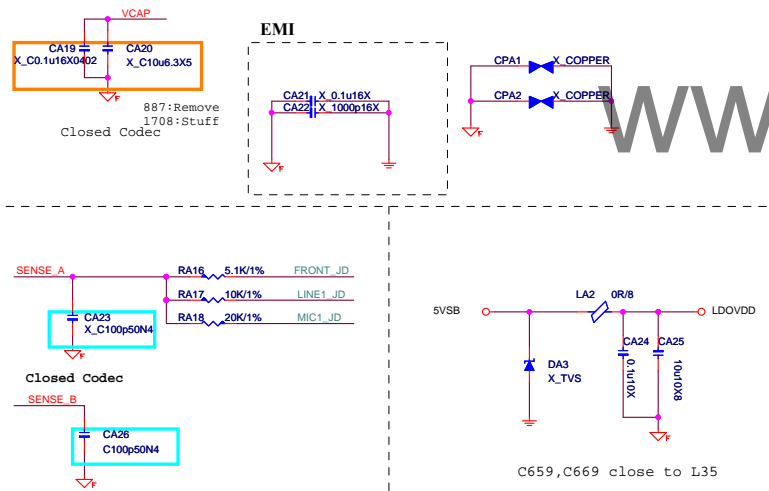 VCAP
CA19
X_C0.1u16X0402
CA20
X_C10u6.3X5
F
887:Remove
1708:Stuff
Closed Codec
EMI
CA21 X_0.1u16X
CA22 X_1000p16X
F
CPA1 X_COPPER
CPA2 X_COPPER
F
WW
SENSE_A
RA16 5.1K/1% FRONT_JD
RA17 10K/1% LINE1_JD
RA18 20K/1% MIC1_JD
CA23
X_C100p50N4
F
Closed Codec
SENSE_B
CA26
C100p50N4
F
5VSB
LA2 0R/8
LDOVDD
DA3
X_TVS
CA24
0.1u10X
CA25
10u10X8
F
C659,C669 close to L35